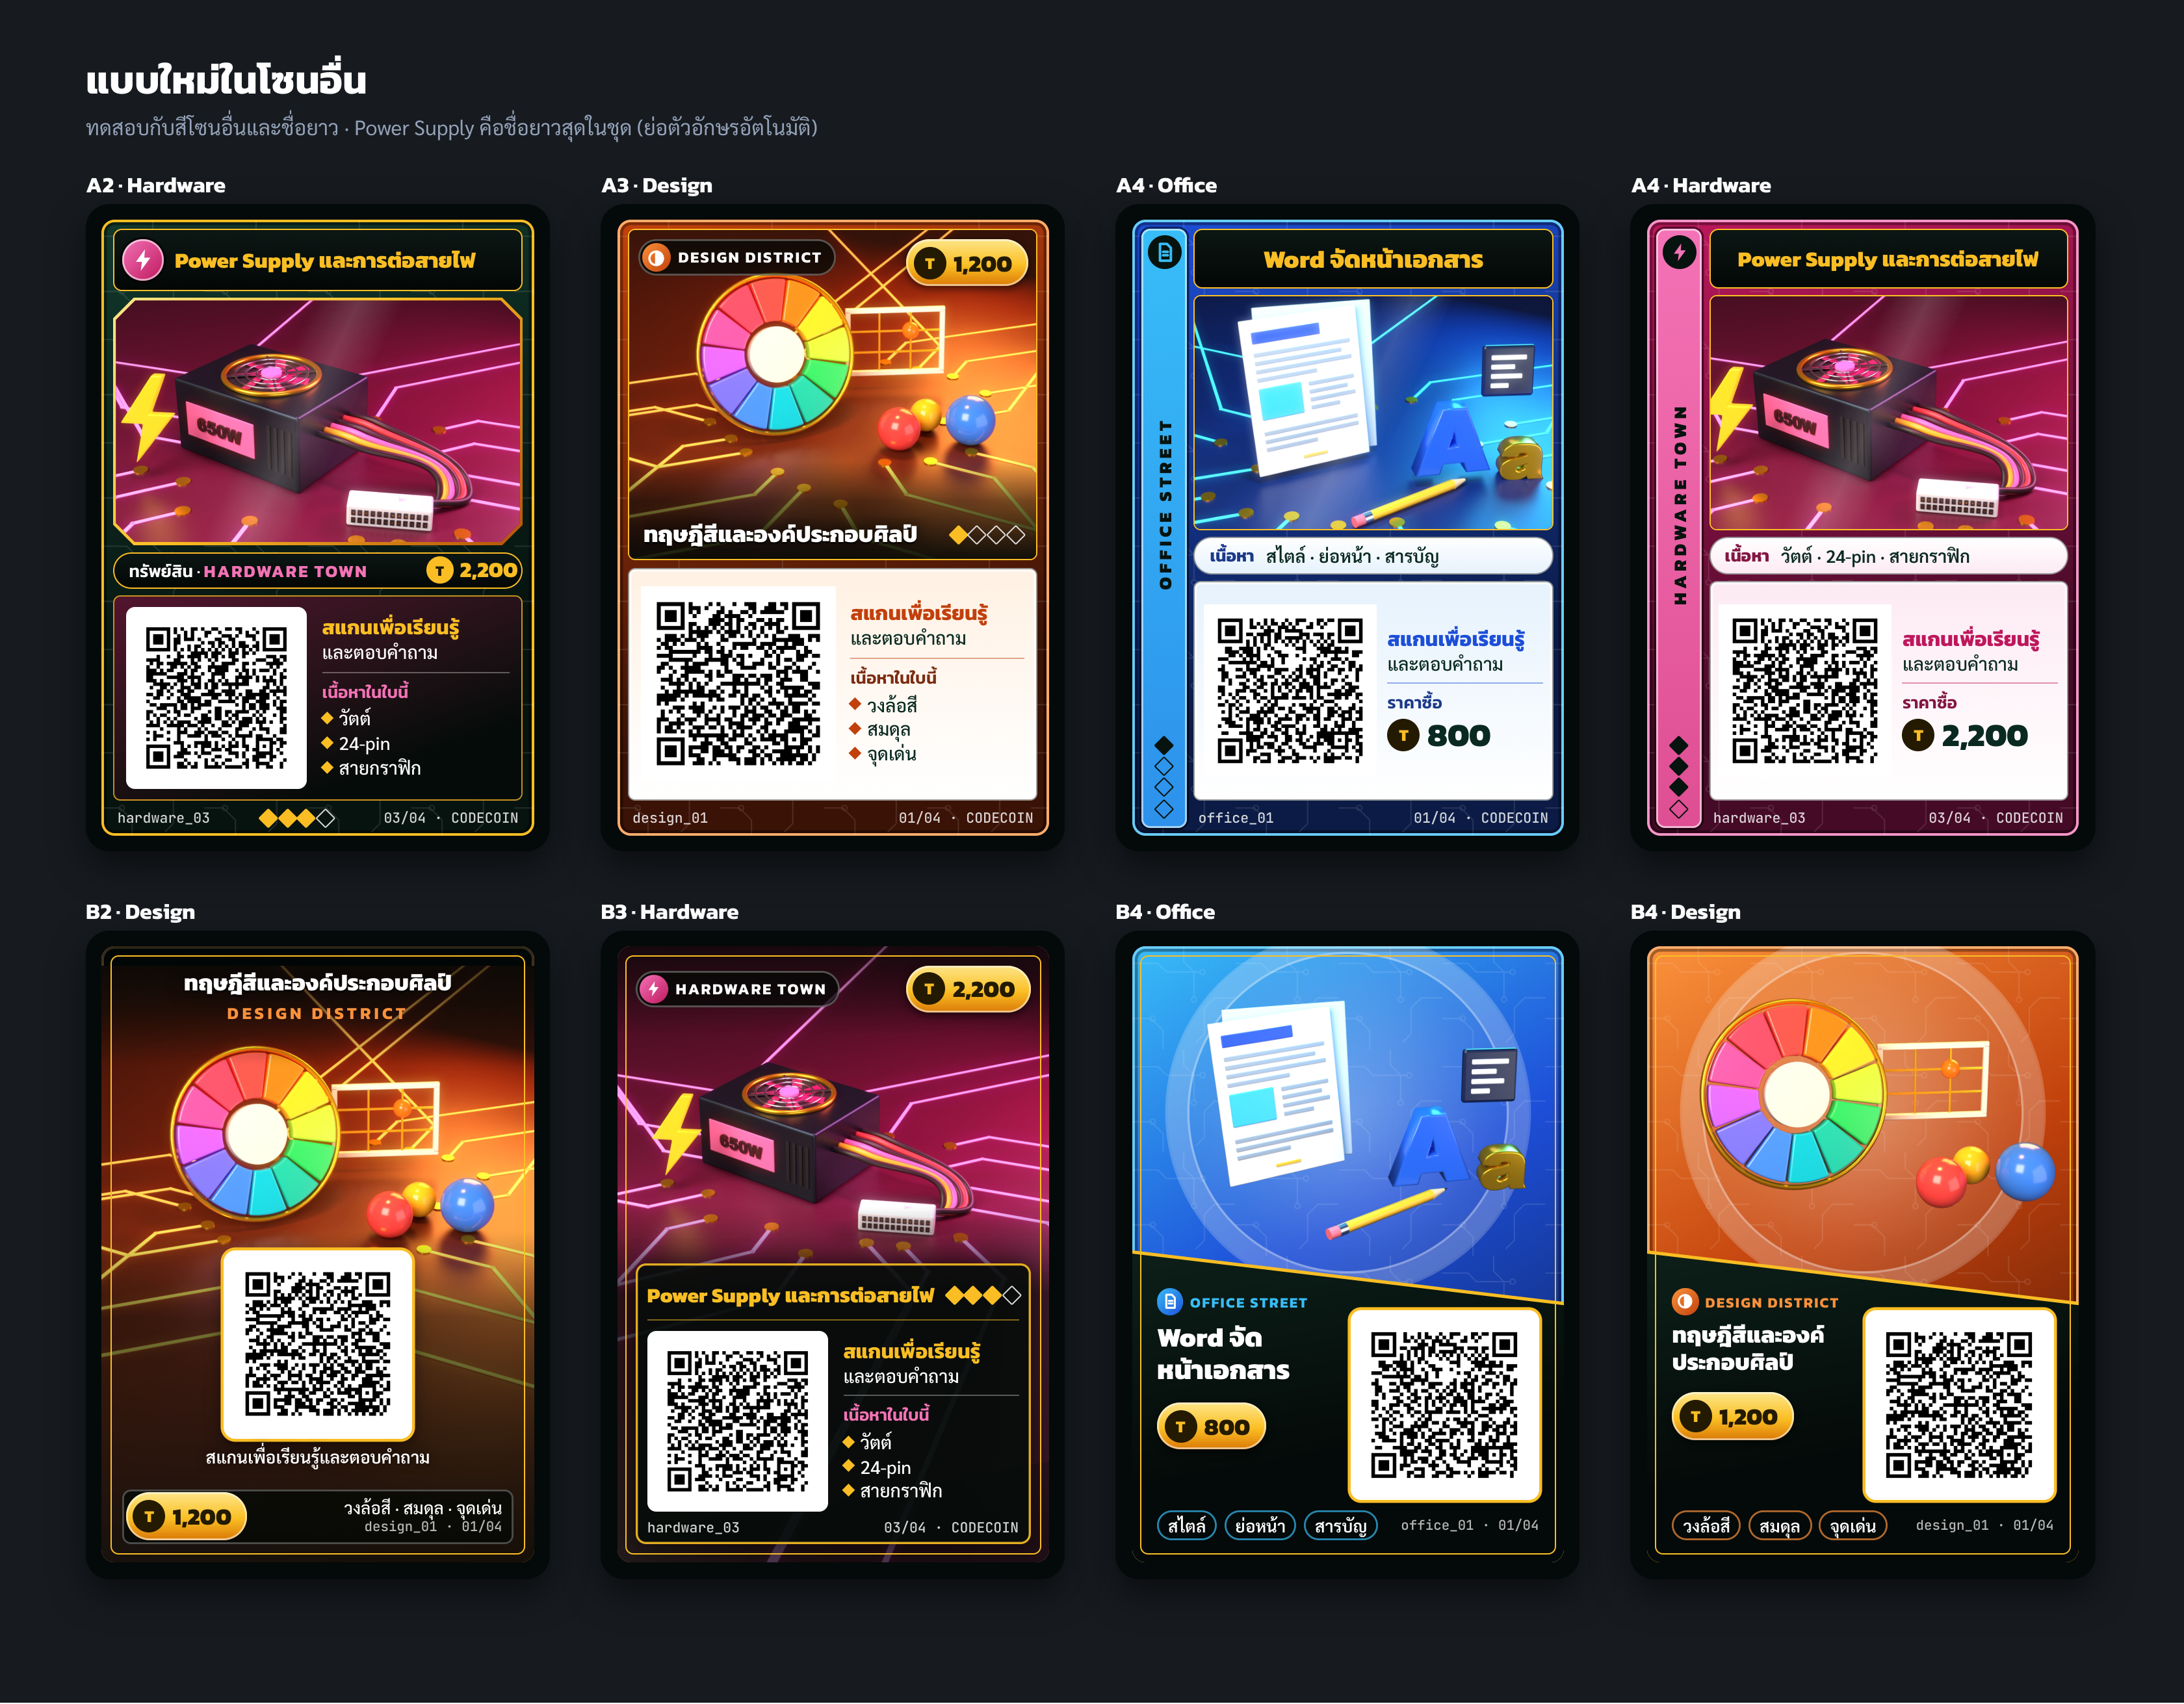 แบบใหม่ในโซนอื่น
ทดสอบกับสีโซนอื่นและชื่อยาว · Power Supply คือชื่อยาวสุดในชุด (ย่อตัวอักษรอัตโนมัติ)
A2 · Hardware
Power Supply และการต่อสายไฟ
650W
ทรัพย์สิน · HARDWARE TOWN
T 2,200
สแกนเพื่อเรียนรู้
และตอบคำถาม
เนื้อหาในใบนี้
วัตต์
24-pin
สายกราฟิก
hardware_03
03/04 · CODECOIN
A3 · Design
DESIGN DISTRICT
T 1,200
ทฤษฎีสีและองค์ประกอบศิลป์
สแกนเพื่อเรียนรู้
และตอบคำถาม
เนื้อหาในใบนี้
วงล้อสี
สมดุล
จุดเด่น
design_01
01/04 · CODECOIN
A4 · Office
OFFICE STREET
Word จัดหน้าเอกสาร
A a
เนื้อหา สไตล์ · ย่อหน้า · สารบัญ
สแกนเพื่อเรียนรู้
และตอบคำถาม
ราคาซื้อ
T 800
office_01
01/04 · CODECOIN
A4 · Hardware
HARDWARE TOWN
Power Supply และการต่อสายไฟ
650W
เนื้อหา วัตต์ · 24-pin · สายกราฟิก
สแกนเพื่อเรียนรู้
และตอบคำถาม
ราคาซื้อ
T 2,200
hardware_03
03/04 · CODECOIN
B2 · Design
ทฤษฎีสีและองค์ประกอบศิลป์
DESIGN DISTRICT
สแกนเพื่อเรียนรู้และตอบคำถาม
T 1,200
วงล้อสี · สมดุล · จุดเด่น
design_01 · 01/04
B3 · Hardware
HARDWARE TOWN
T 2,200
650W
Power Supply และการต่อสายไฟ
สแกนเพื่อเรียนรู้
และตอบคำถาม
เนื้อหาในใบนี้
วัตต์
24-pin
สายกราฟิก
hardware_03
03/04 · CODECOIN
B4 · Office
A a
OFFICE STREET
Word จัด
หน้าเอกสาร
T 800
สไตล์ ย่อหน้า สารบัญ
office_01 · 01/04
B4 · Design
DESIGN DISTRICT
ทฤษฎีสีและองค์
ประกอบศิลป์
T 1,200
วงล้อสี สมดุล จุดเด่น
design_01 · 01/04